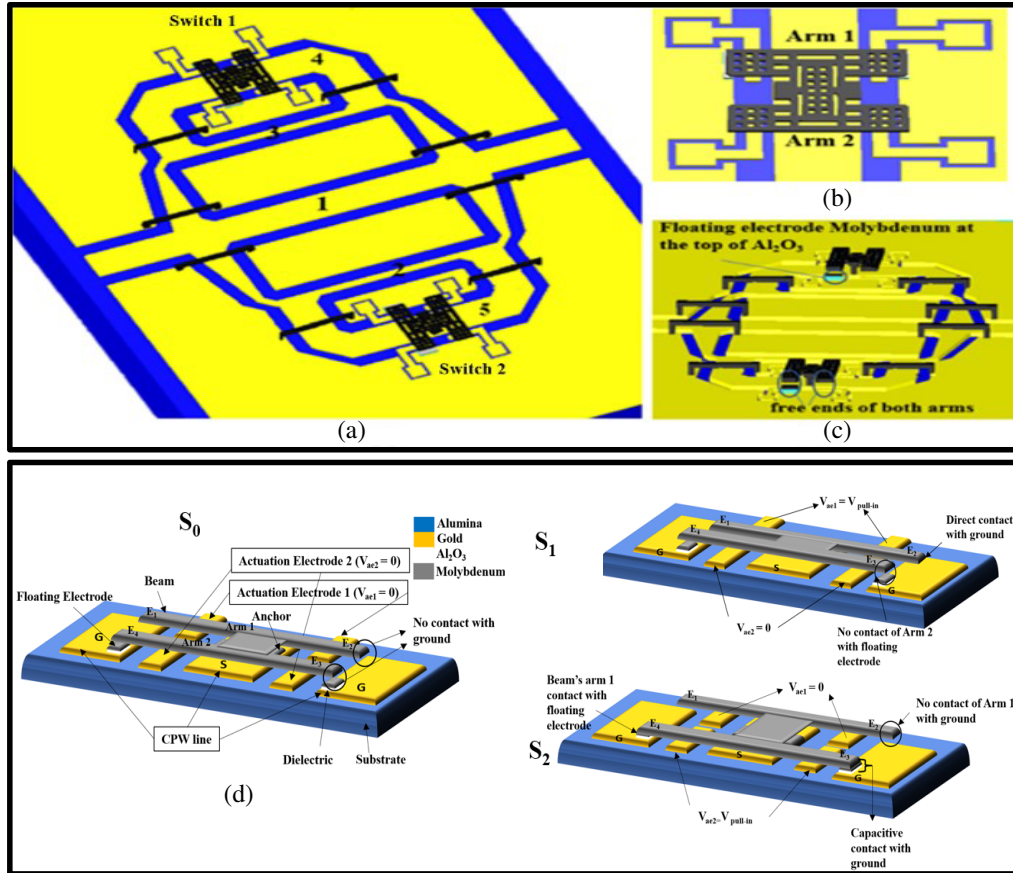 Switch 1
4
3
1
2
5
Switch 2
(a)
Arm 1
Arm 2
(b)
Floating electrode Molybdenum at
the top of Al₂O₃
free ends of both arms
(c)
S₀
Alumina
Gold
Al₂O₃
Molybdenum
Actuation Electrode 2 (Vae2 = 0)
Actuation Electrode 1 (Vae1 = 0)
Beam
Floating Electrode
Anchor
No contact with
ground
E₁
Arm 1
E₄
Arm 2
E₂
E₃
G
S
G
CPW line
Dielectric
Substrate
(d)
S₁
Vae1 = Vpull-in
Direct contact
with ground
E₁
E₄
E₂
E₃
G
S
G
Vae2 = 0
No contact of Arm 2
with floating
electrode
S₂
Beam's arm 1
contact with
floating
electrode
Vae1 = 0
No contact of Arm 1
with ground
E₁
E₄
E₂
E₃
G
S
G
Vae2=Vpull-in
Capacitive
contact with
ground